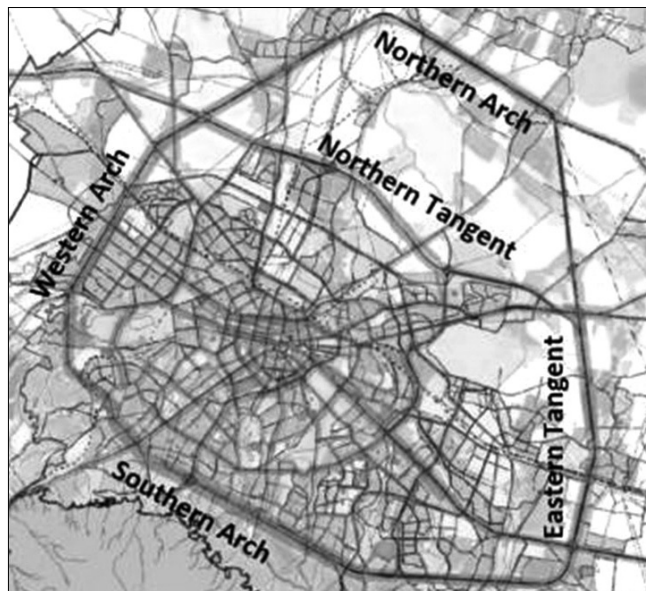 Northern Arch
Northern Tangent
Western Arch
Eastern Tangent
Southern Arch